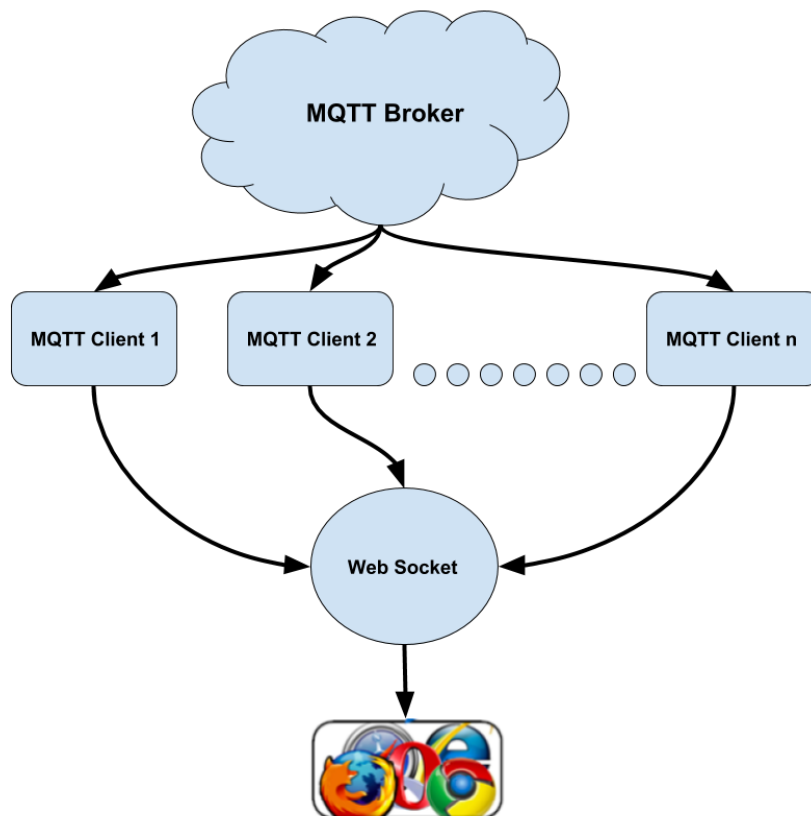 MQTT Broker
MQTT Client 1
MQTT Client 2
MQTT Client n
Web Socket